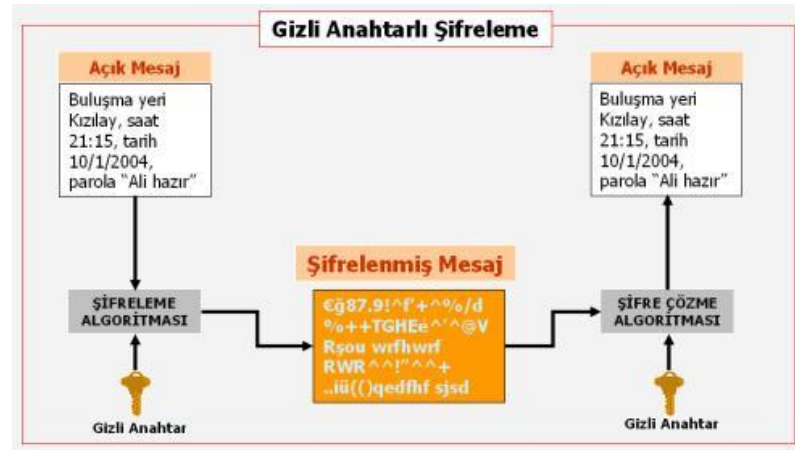 Gizli Anahtarlı Şifreleme
Açık Mesaj
Buluşma yeri
Kızılay, saat
21:15, tarih
10/1/2004,
parola “Ali hazır”
ŞİFRELEME
ALGORİTMASI
Gizli Anahtar
Şifrelenmiş Mesaj
€ğ87.9!^f'+^%/d
%++TGHEé^'^@V
Rşou wrfhwrf
RWR^^!"^^+
..iü(()qedfhf sjsd
Açık Mesaj
Buluşma yeri
Kızılay, saat
21:15, tarih
10/1/2004,
parola “Ali hazır”
ŞİFRE ÇÖZME
ALGORİTMASI
Gizli Anahtar